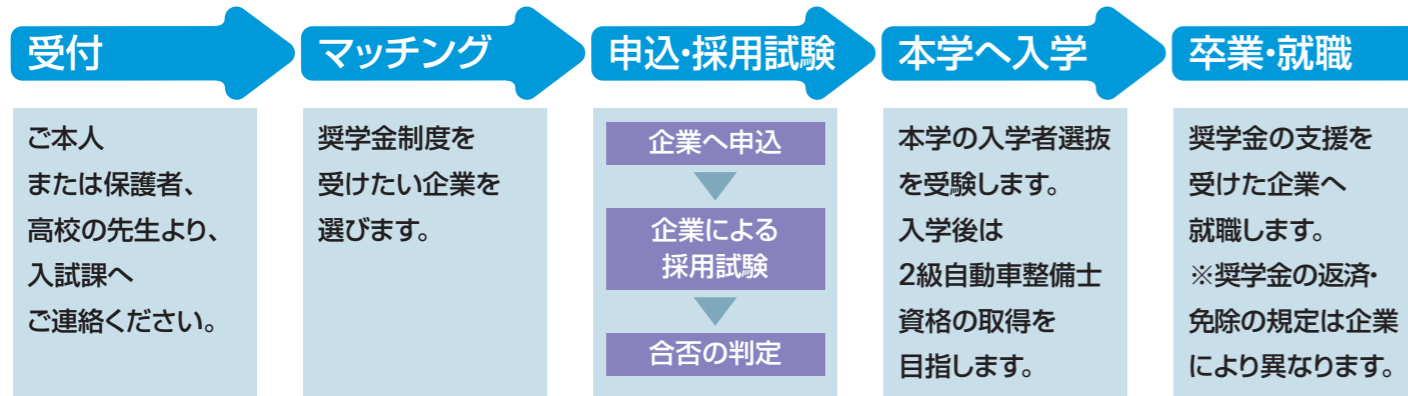 受付
ご本人
または保護者、
高校の先生より、
入試課へ
ご連絡ください。
マッチング
奨学金制度を
受けたい企業を
選びます。
申込・採用試験
企業へ申込
企業による
採用試験
合否の判定
本学へ入学
本学の入学者選抜
を受験します。
入学後は
2級自動車整備士
資格の取得を
目指します。
卒業・就職
奨学金の支援を
受けた企業へ
就職します。
※奨学金の返済・
免除の規定は企業
により異なります。